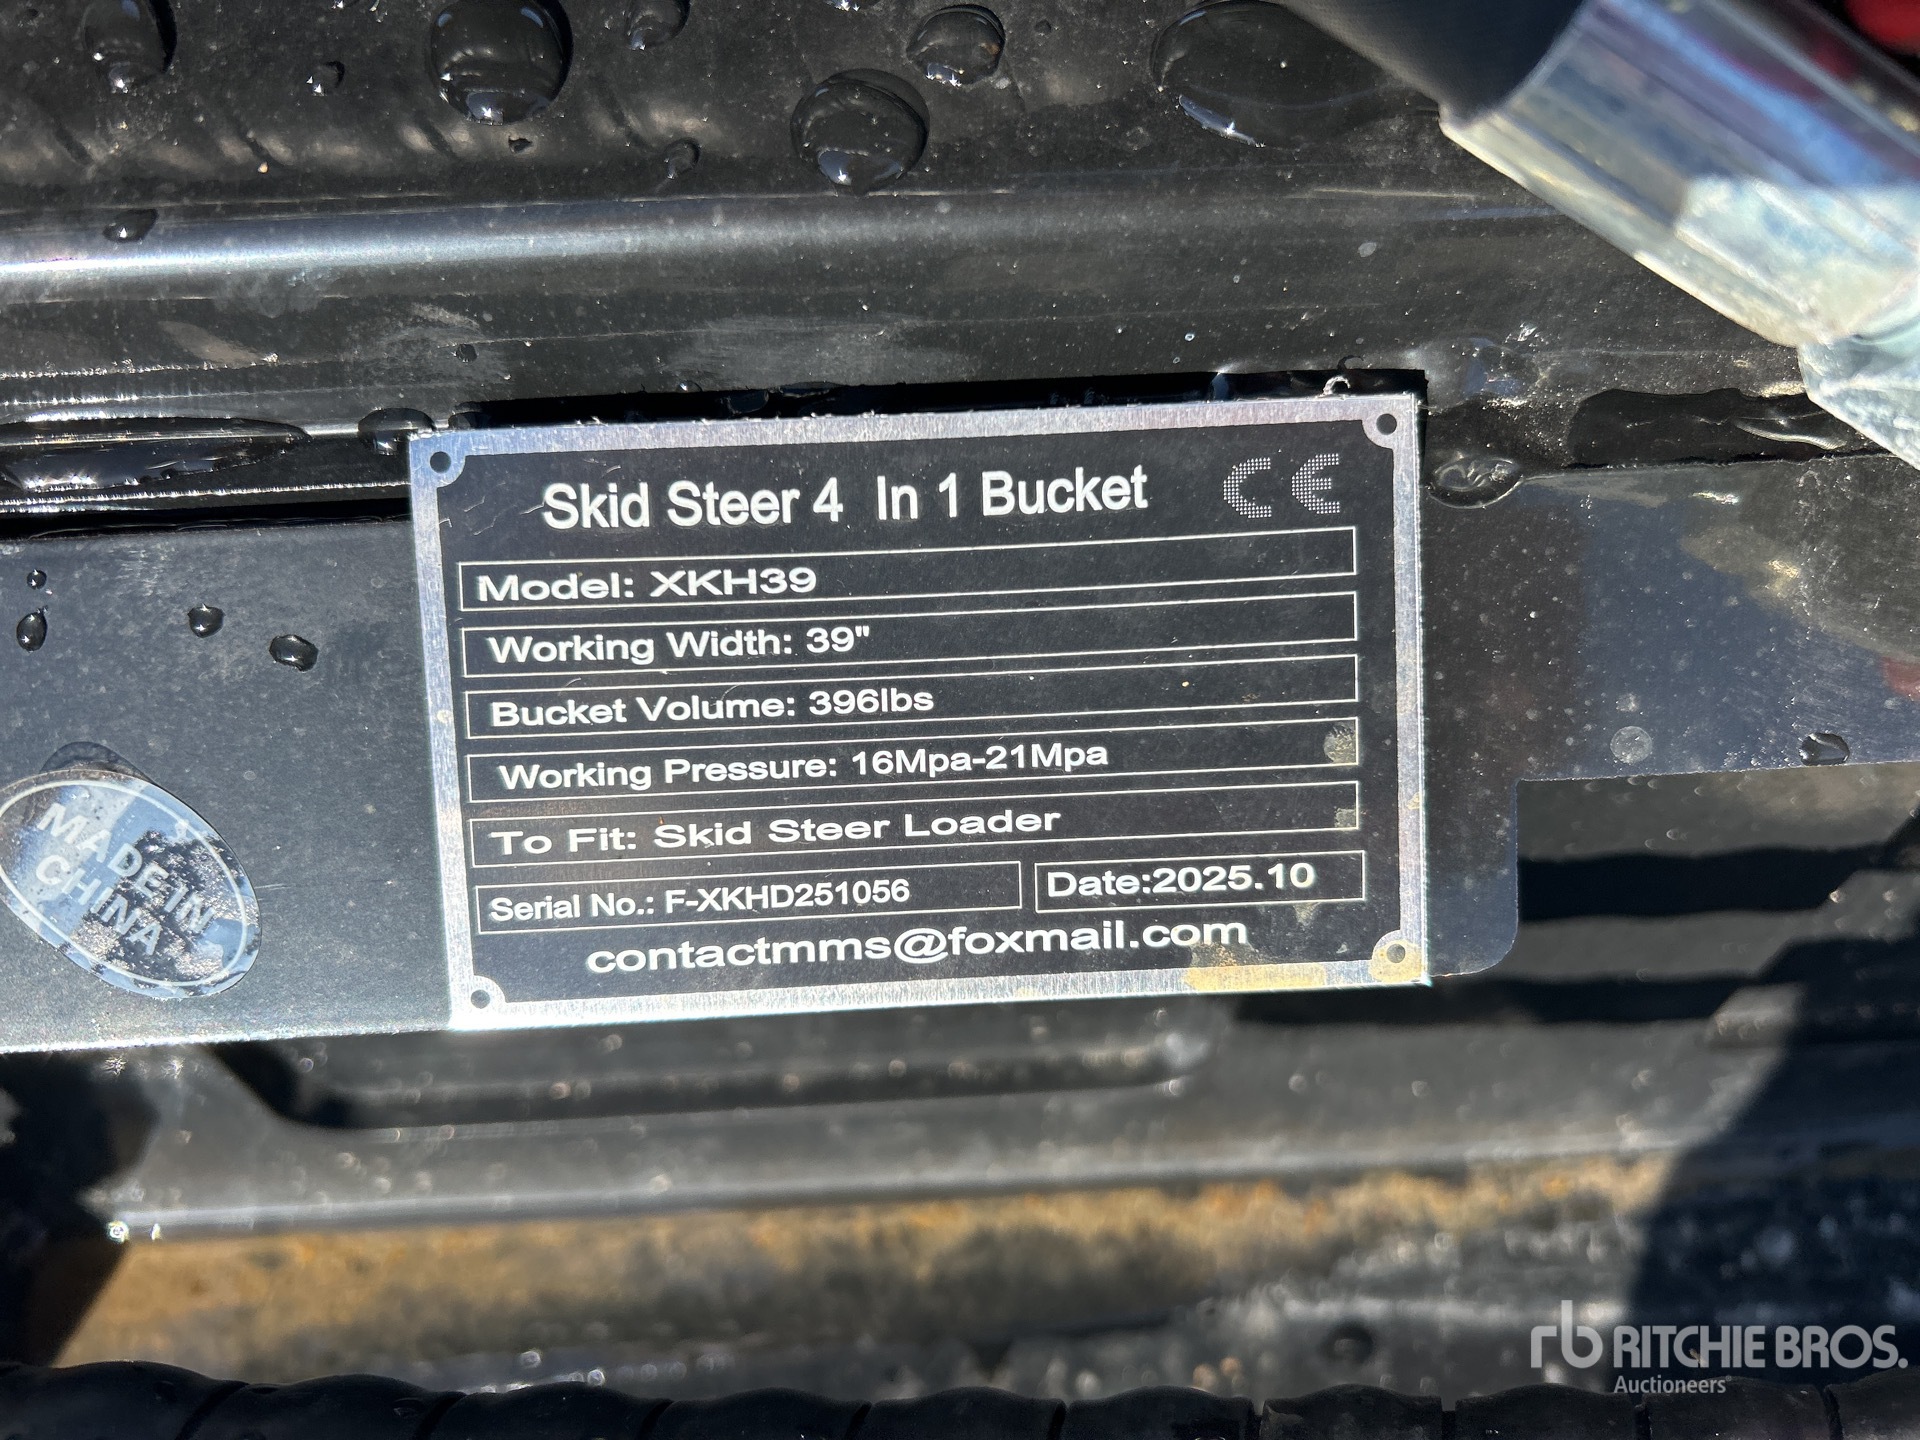 Skid Steer 4 In 1 Bucket CE
Model: XKH39
Working Width: 39"
Bucket Volume: 396lbs
Working Pressure: 16Mpa-21Mpa
To Fit: Skid Steer Loader
Serial No.: F-XKHD251056 Date:2025.10
contactmms@foxmail.com
MADE IN
CHINA
rb RITCHIE BROS.
Auctioneers